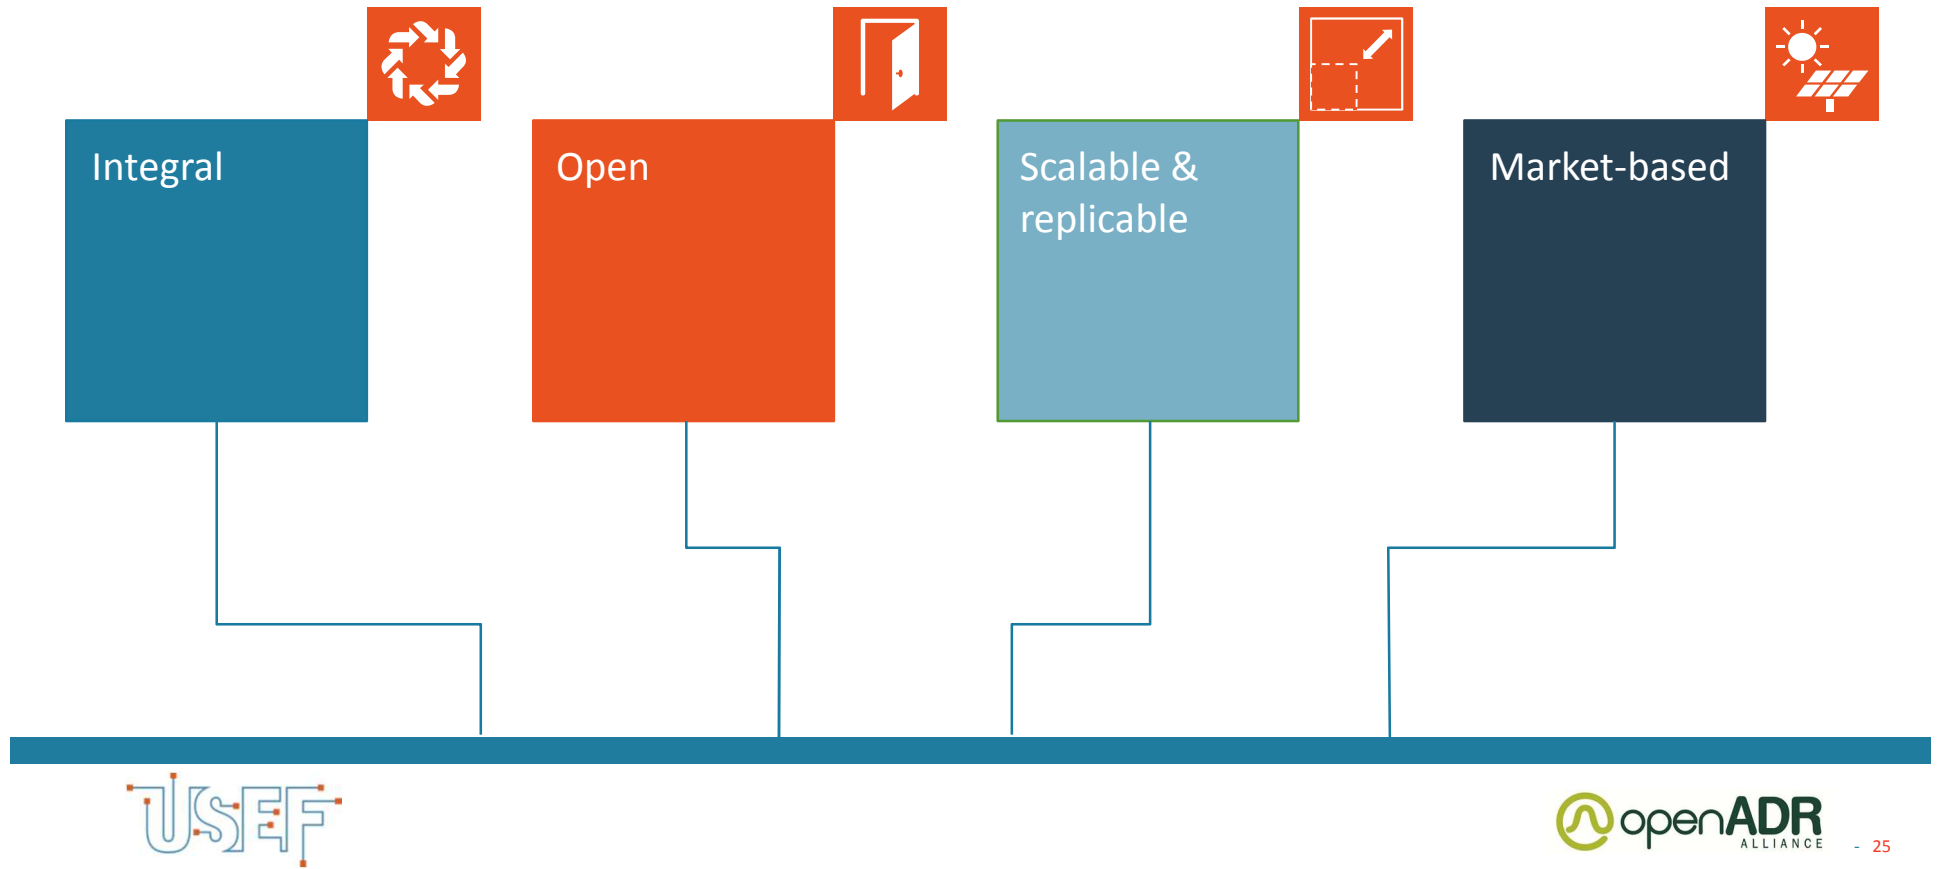 Integral
Open
Scalable &
replicable
Market-based
USEF
openADR
ALLIANCE
- 25